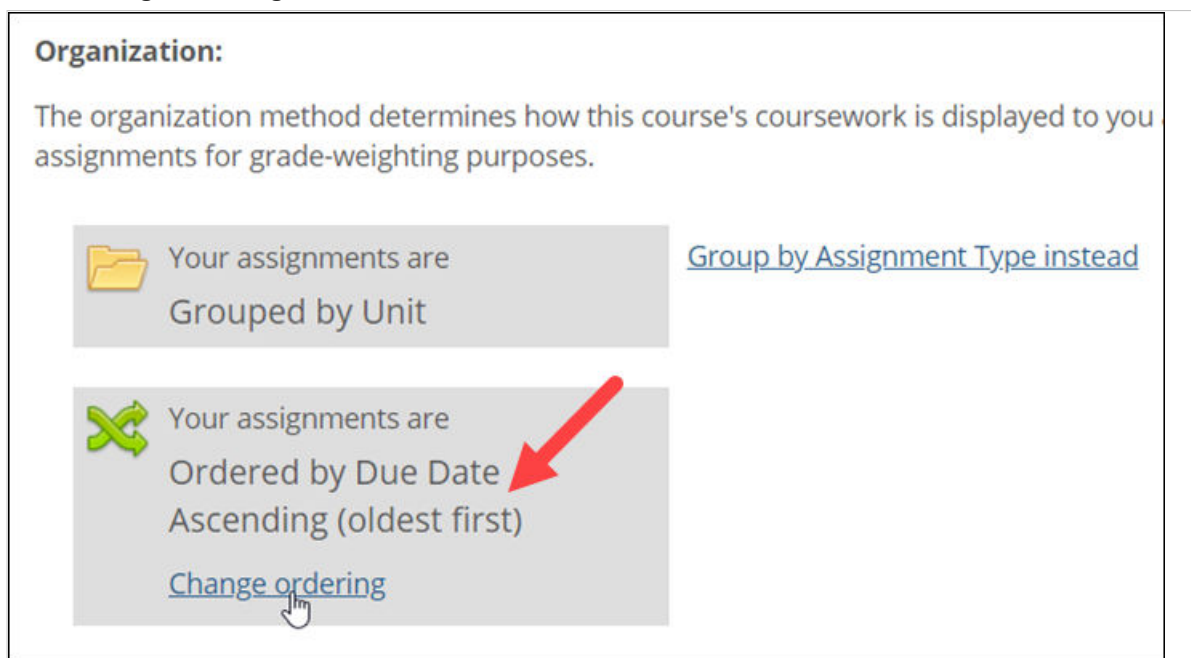 Organization:
The organization method determines how this course's coursework is displayed to you
assignments for grade-weighting purposes.
Your assignments are
Grouped by Unit
Group by Assignment Type instead
Your assignments are
Ordered by Due Date
Ascending (oldest first)
Change ordering